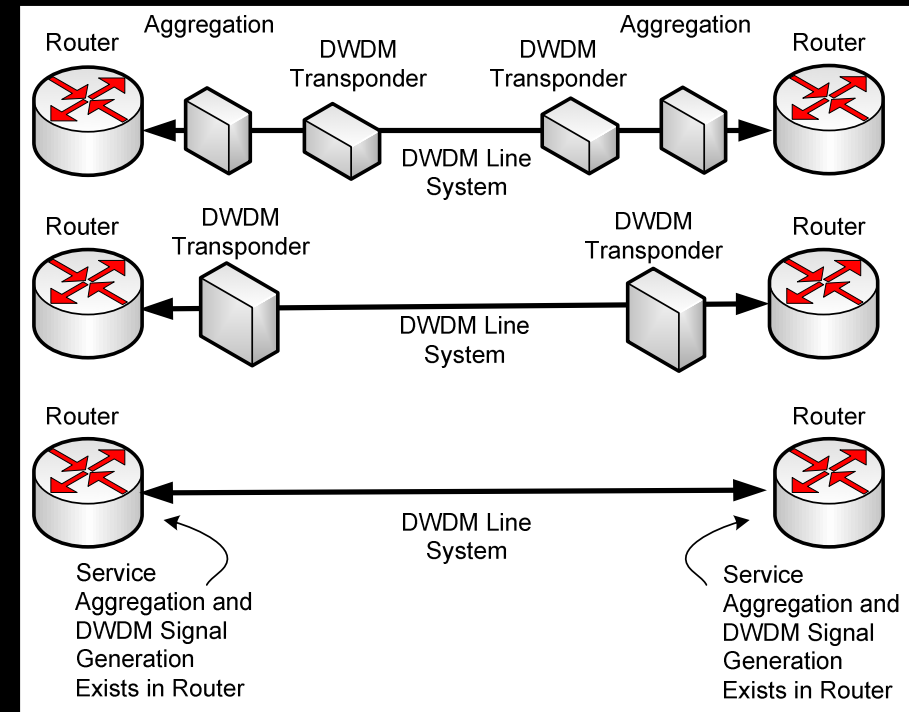 Aggregation
Aggregation
Router
DWDM
Transponder
DWDM
Transponder
Router
DWDM Line
System
Router
DWDM
Transponder
DWDM
Transponder
Router
DWDM Line
System
Router
Router
DWDM Line
System
Service
Aggregation and
DWDM Signal
Generation
Exists in Router
Service
Aggregation and
DWDM Signal
Generation
Exists in Router